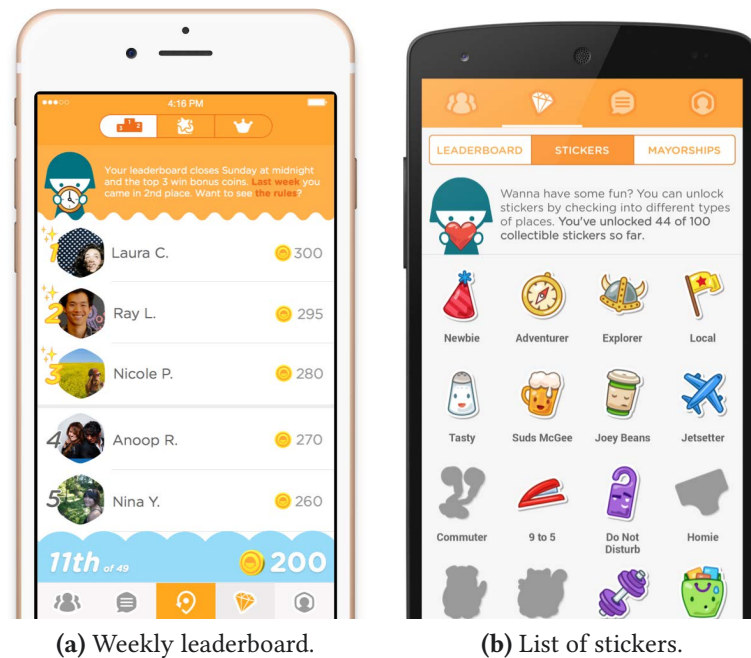 4:16 PM
1 2 3
Your leaderboard closes Sunday at midnight
and the top 3 win bonus coins. Last week you
came in 2nd place. Want to see the rules?
1 Laura C. 300
2 Ray L. 295
3 Nicole P. 280
4 Anoop R. 270
5 Nina Y. 260
11th of 49 200
(a) Weekly leaderboard.
LEADERBOARD STICKERS MAYORSHIPS
Wanna have some fun? You can unlock
stickers by checking into different types
of places. You've unlocked 44 of 100
collectible stickers so far.
Newbie Adventurer Explorer Local
Tasty Suds McGee Joey Beans Jetsetter
Commuter 9 to 5 Do Not Homie
Disturb
(b) List of stickers.